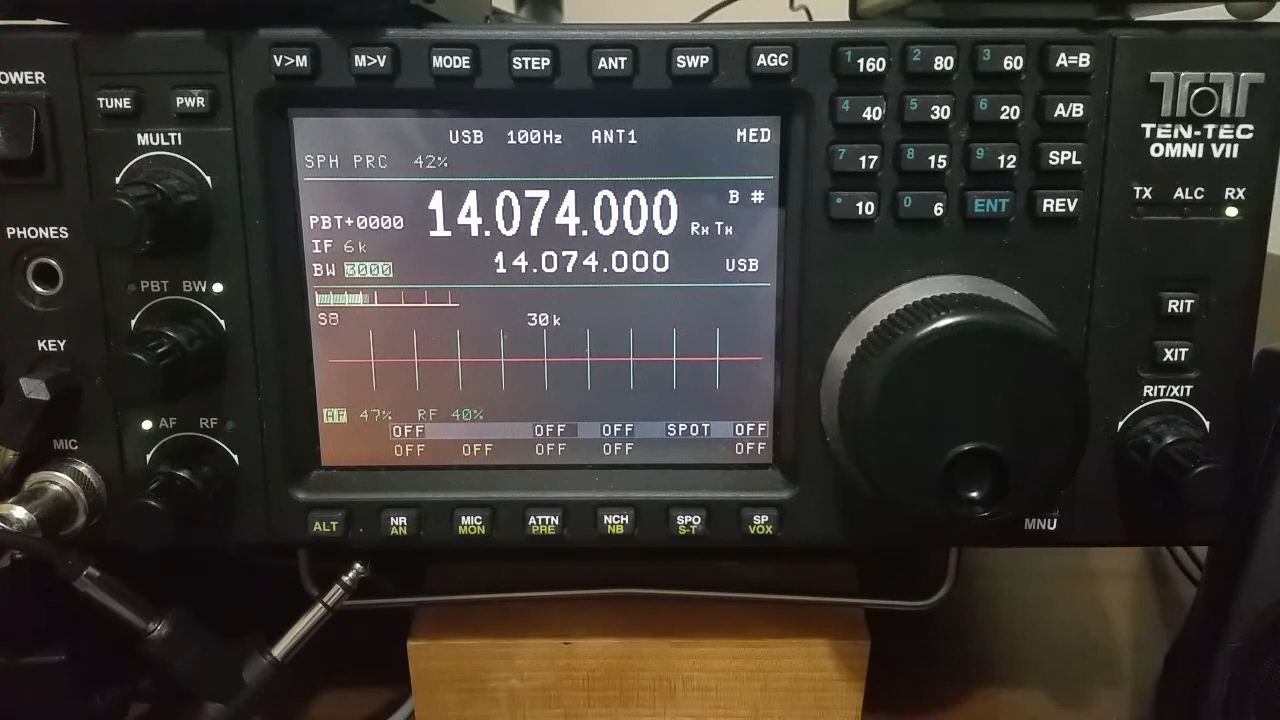 V>M M>V MODE STEP ANT SWP AGC
1 160 2 80 3 60 A=B
4 40 5 30 6 20 A/B
7 17 8 15 9 12 SPL
• 10 0 6 ENT REV
OWER
TUNE PWR
MULTI
PHONES
PBT BW
KEY
AF RF
MIC
USB 100Hz ANT1 MED
SPH PRC 42%
B #
PBT+0000 14.074.000 Rx Tx
IF 6k
BW 3000 14.074.000 USB
S8 30k
AF 47% RF 40%
OFF OFF OFF SPOT OFF
OFF OFF OFF OFF OFF
ALT NR MIC ATTN NCH SPO SP
AN MON PRE NB S-T VOX
MNU
TEN-TEC
OMNI VII
TX ALC RX
RIT
XIT
RIT/XIT